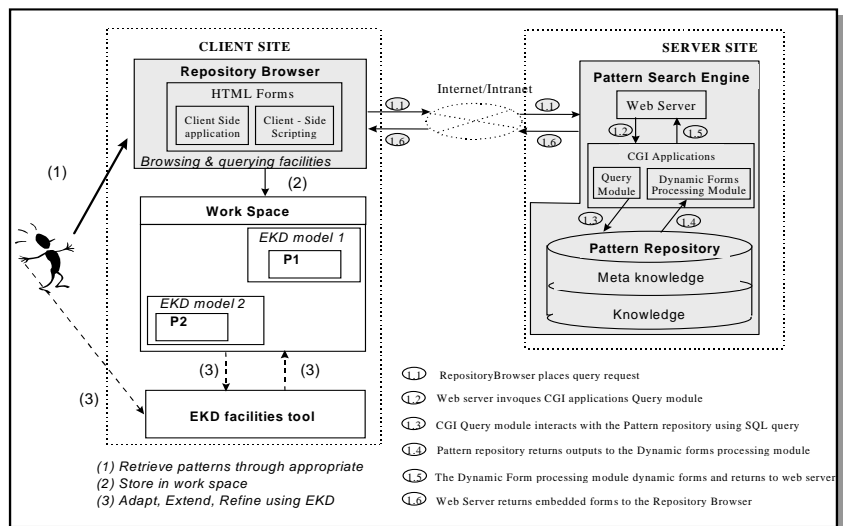 CLIENT SITE
Repository Browser
HTML Forms
Client Side
application
Client - Side
Scripting
Browsing & querying facilities
(1)
(2)
Work Space
EKD model 1
P1
EKD model 2
P2
(3)
(3)
(3)
EKD facilities tool
(1) Retrieve patterns through appropriate
(2) Store in work space
(3) Adapt, Extend, Refine using EKD
1.1
Internet/Intranet
1.1
1.6
1.6
SERVER SITE
Pattern Search Engine
Web Server
1.2
1.5
CGI Applications
Query
Module
Dynamic Forms
Processing Module
1.3
1.4
Pattern Repository
Meta knowledge
Knowledge
1.1 RepositoryBrowser places query request
1.2 Web server invoques CGI applications Query module
1.3 CGI Query module interacts with the Pattern repository using SQL query
1.4 Pattern repository returns outputs to the Dynamic forms processing module
1.5 The Dynamic Form processing module dynamic forms and returns to web server
1.6 Web Server returns embedded forms to the Repository Browser